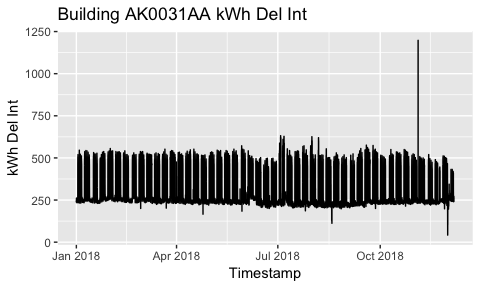 Building AK0031AA kWh Del Int
1250
1000
750
500
250
0
kWh Del Int
Jan 2018
Apr 2018
Jul 2018
Oct 2018
Timestamp